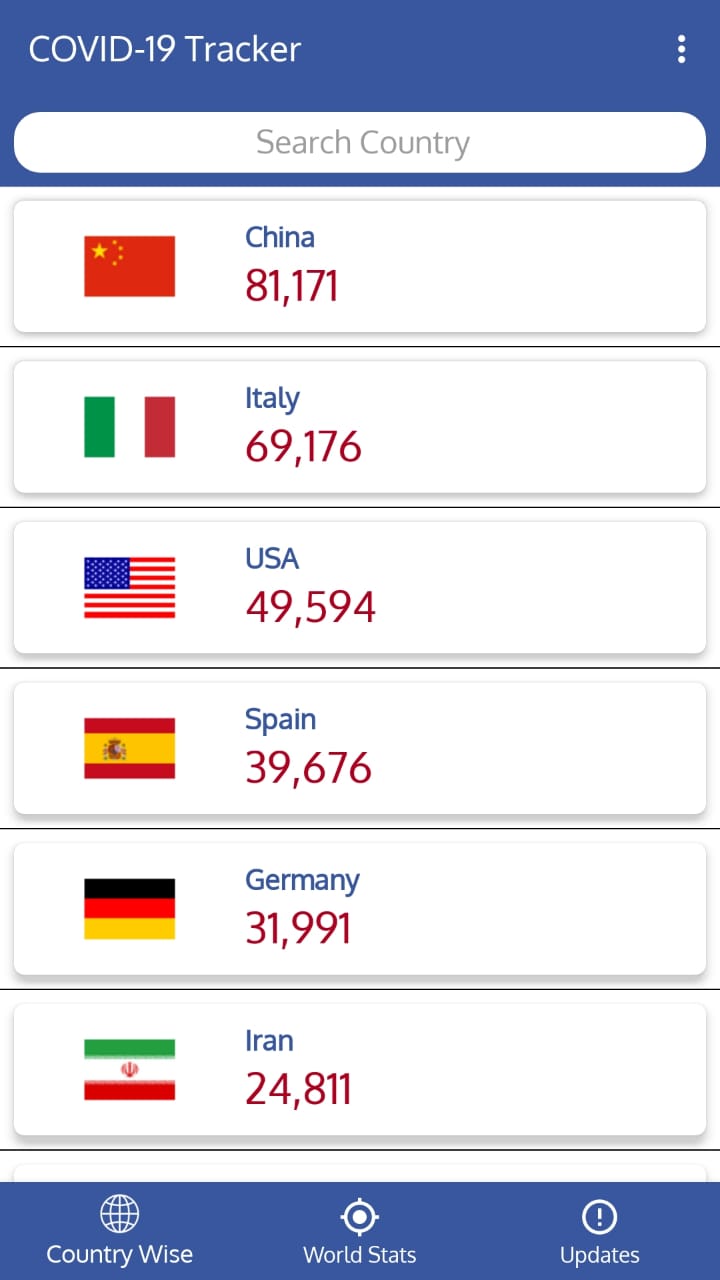 COVID-19 Tracker
Search Country
China
81,171
Italy
69,176
USA
49,594
Spain
39,676
Germany
31,991
Iran
24,811
Country Wise
World Stats
Updates